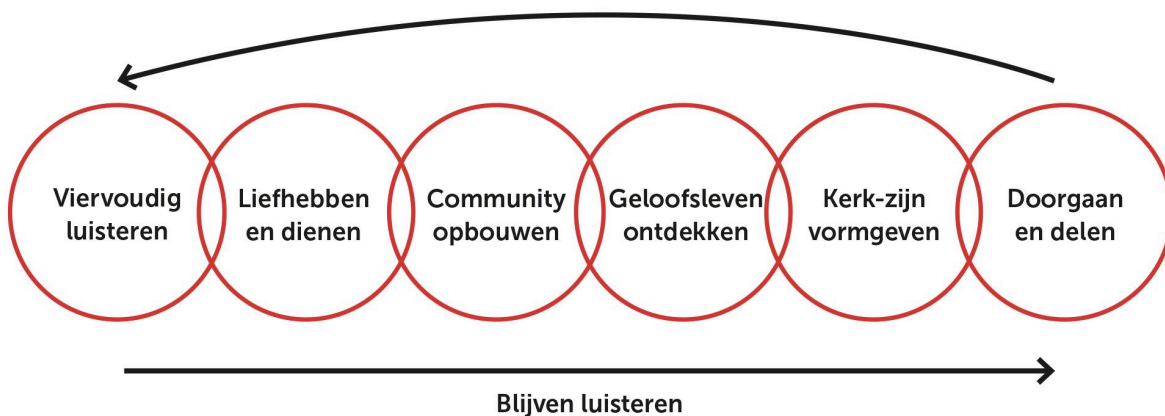 Viervoudig
luisteren
Liefhebben
en dienen
Community
opbouwen
Geloofsleven
ontdekken
Kerk-zijn
vormgeven
Doorgaan
en delen
Blijven luisteren